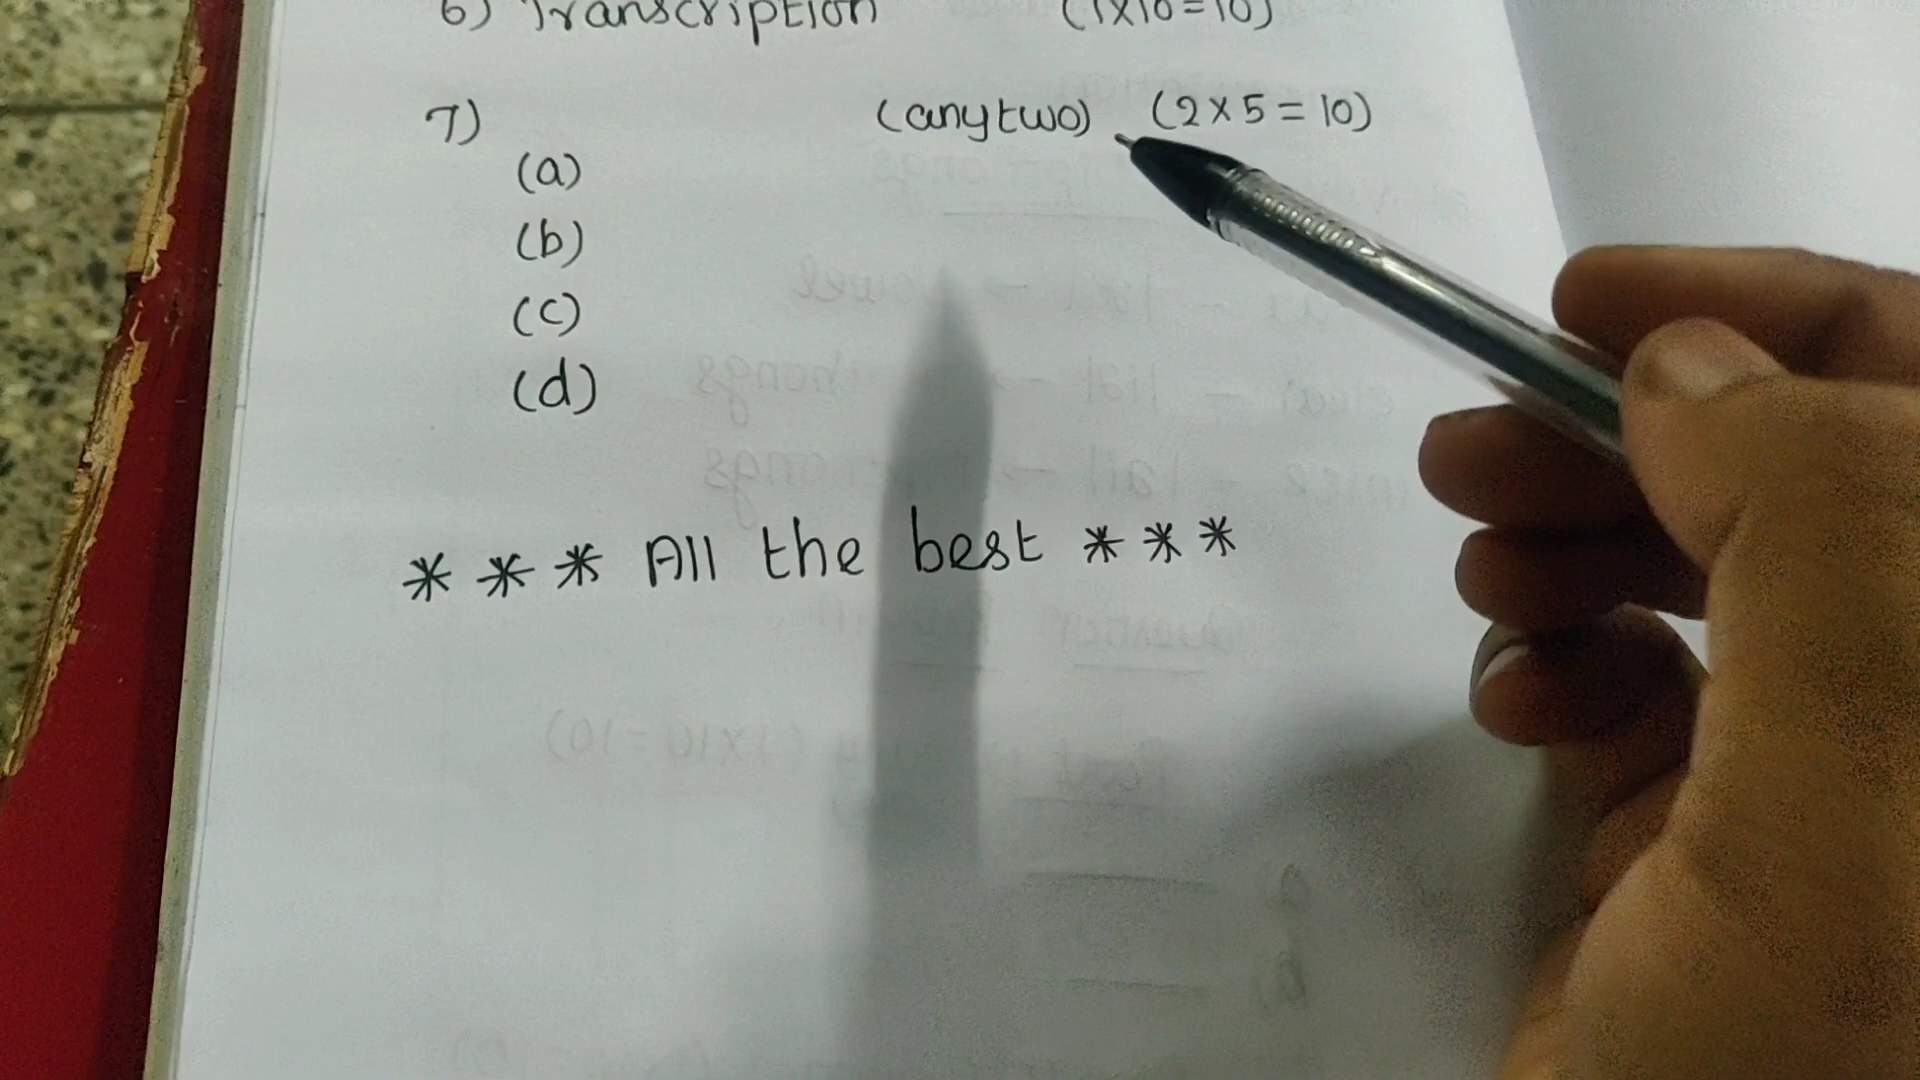 6) Transcription (1x10=10)
7) (any two) (2x5=10)
(a)
(b)
(c)
(d)
*** All the best ***